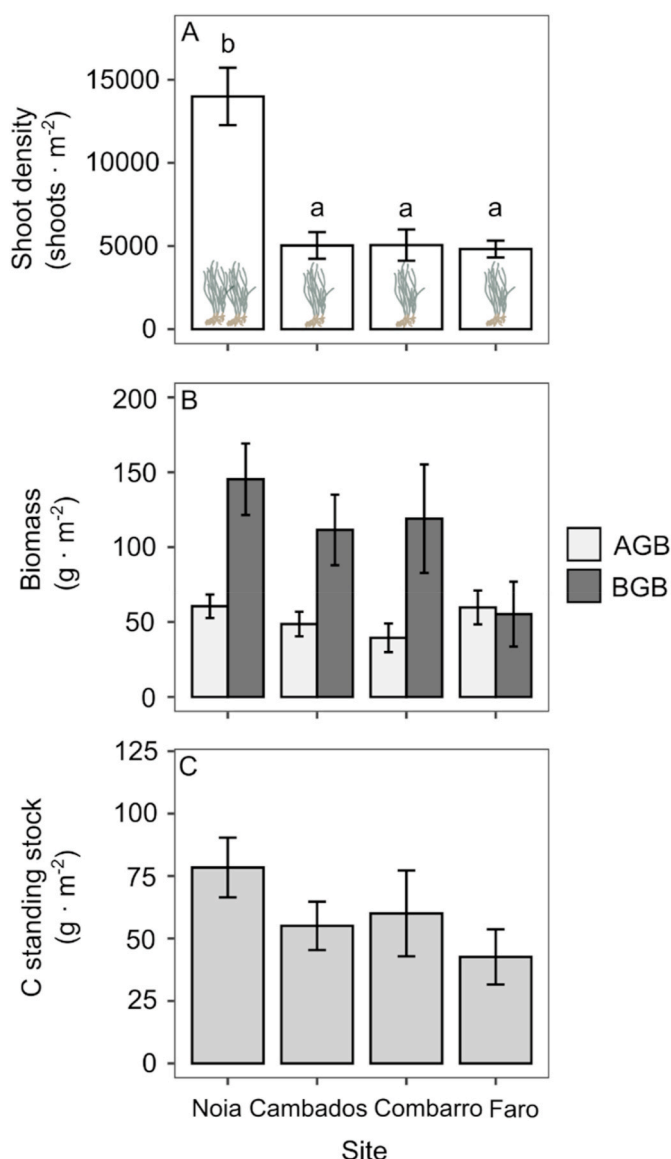 A
b
15000
10000
5000
0
a
a
a
Shoot density
(shoots · m⁻²)
B
200
150
100
50
0
Biomass
(g · m⁻²)
AGB
BGB
C
125
100
75
50
25
0
C standing stock
(g · m⁻²)
Noia Cambados Combarro Faro
Site